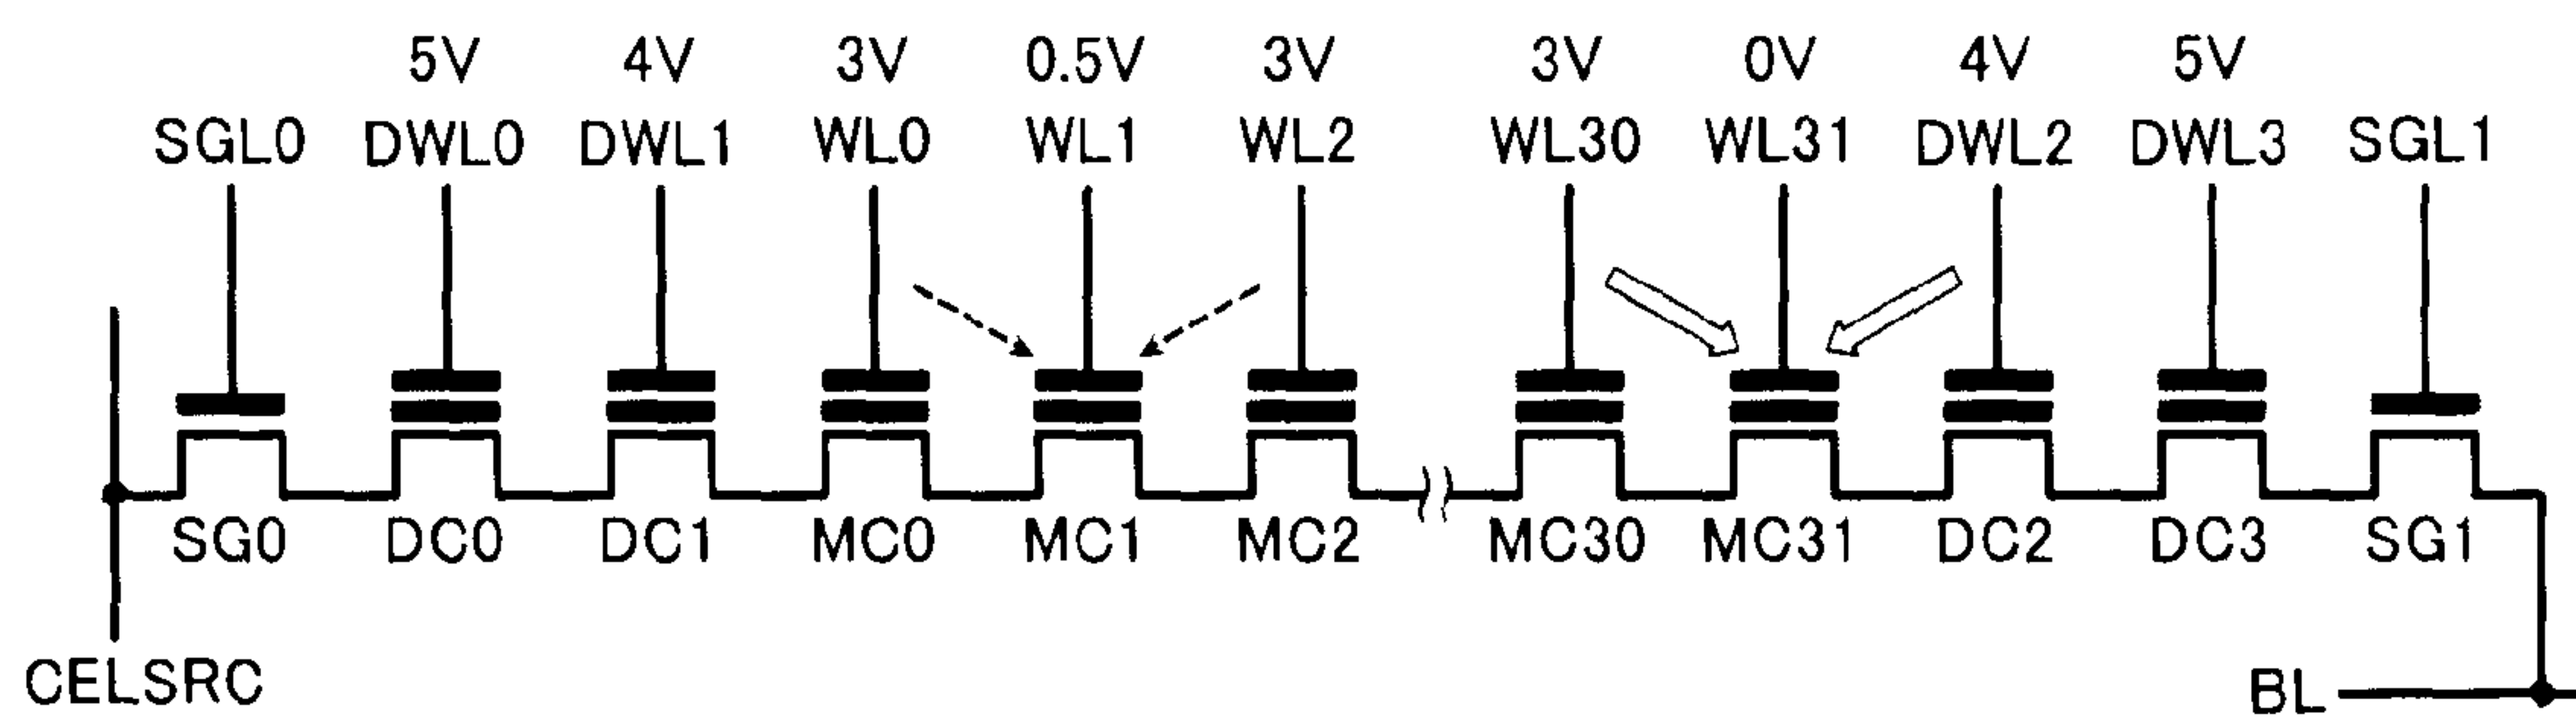 5V 4V 3V 0.5V 3V 3V 0V 4V 5V
SGL0 DWL0 DWL1 WL0 WL1 WL2 WL30 WL31 DWL2 DWL3 SGL1
SG0 DC0 DC1 MC0 MC1 MC2 MC30 MC31 DC2 DC3 SG1
CELSRC BL